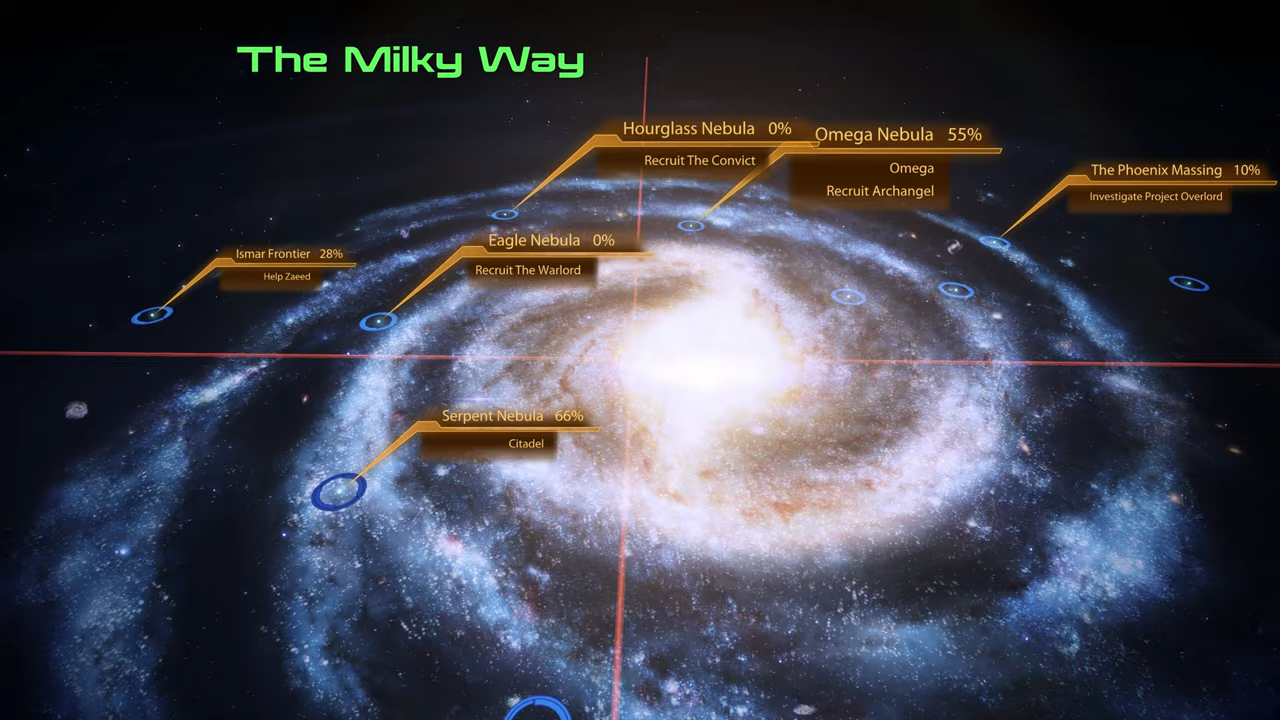 The Milky Way
Hourglass Nebula 0%
Recruit The Convict
Omega Nebula 55%
Omega
Recruit Archangel
The Phoenix Massing 10%
Investigate Project Overlord
Eagle Nebula 0%
Recruit The Warlord
Ismar Frontier 28%
Help Zaeed
Serpent Nebula 66%
Citadel